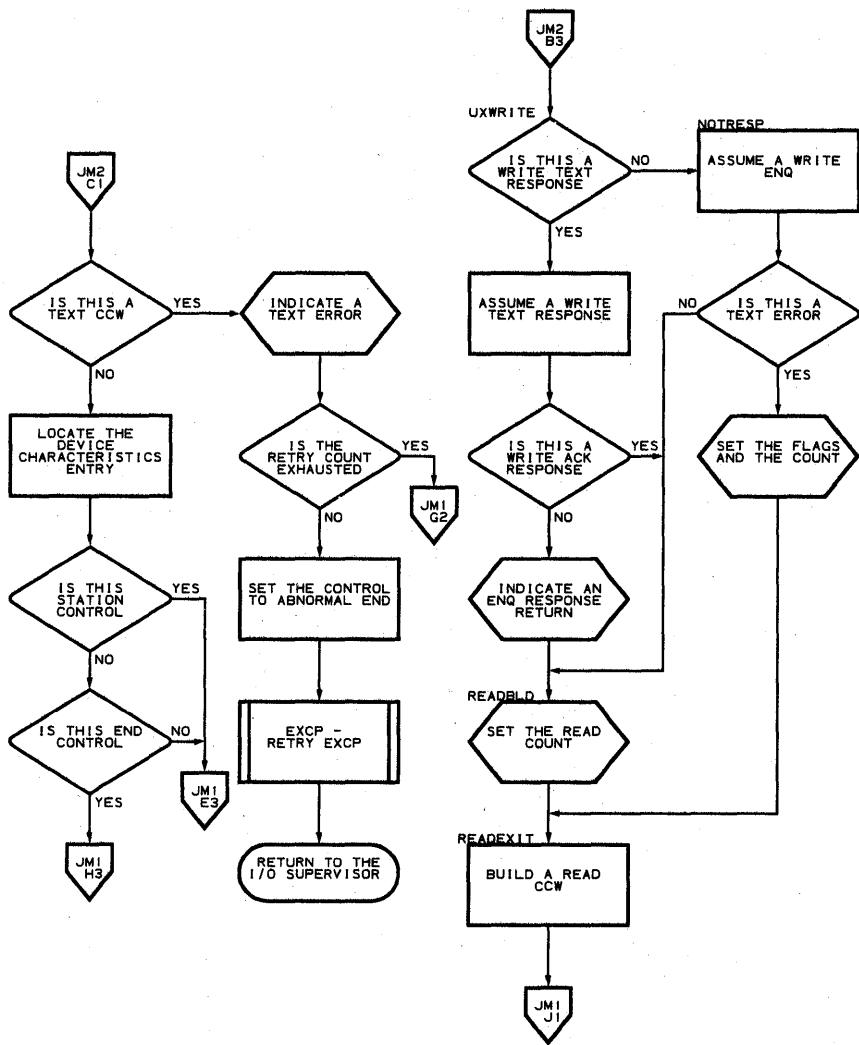 JM2
C1
IS THIS A
TEXT CCW
YES
NO
INDICATE A
TEXT ERROR
LOCATE THE
DEVICE
CHARACTERISTICS
ENTRY
IS THE
RETRY COUNT
EXHAUSTED
YES
NO
JM1
G2
IS THIS
STATION
CONTROL
YES
NO
SET THE CONTROL
TO ABNORMAL END
IS THIS END
CONTROL
NO
YES
JM1
E3
JM1
H3
EXCP -
RETRY EXCP
RETURN TO THE
I/O SUPERVISOR
JM2
B3
UXWRITE
IS THIS A
WRITE TEXT
RESPONSE
NO
YES
NOTRESP
ASSUME A WRITE
ENQ
ASSUME A WRITE
TEXT RESPONSE
NO
IS THIS A
TEXT ERROR
YES
IS THIS A
WRITE ACK
RESPONSE
YES
NO
SET THE FLAGS
AND THE COUNT
INDICATE AN
ENQ RESPONSE
RETURN
READBLD
SET THE READ
COUNT
READEXIT
BUILD A READ
CCW
JM1
J1